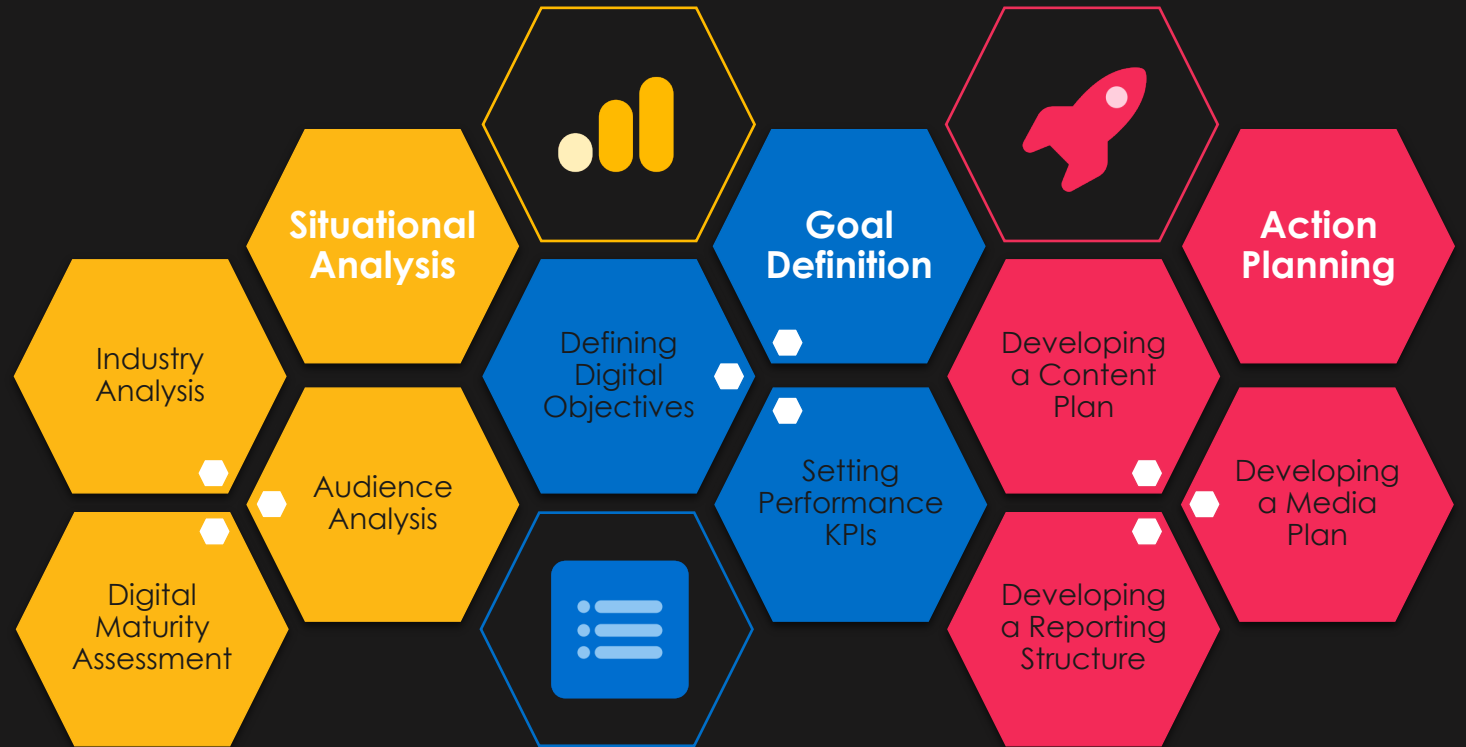 Situational
Analysis
Industry
Analysis
Audience
Analysis
Digital
Maturity
Assessment
Goal
Definition
Defining
Digital
Objectives
Setting
Performance
KPIs
Action
Planning
Developing
a Content
Plan
Developing
a Media
Plan
Developing
a Reporting
Structure